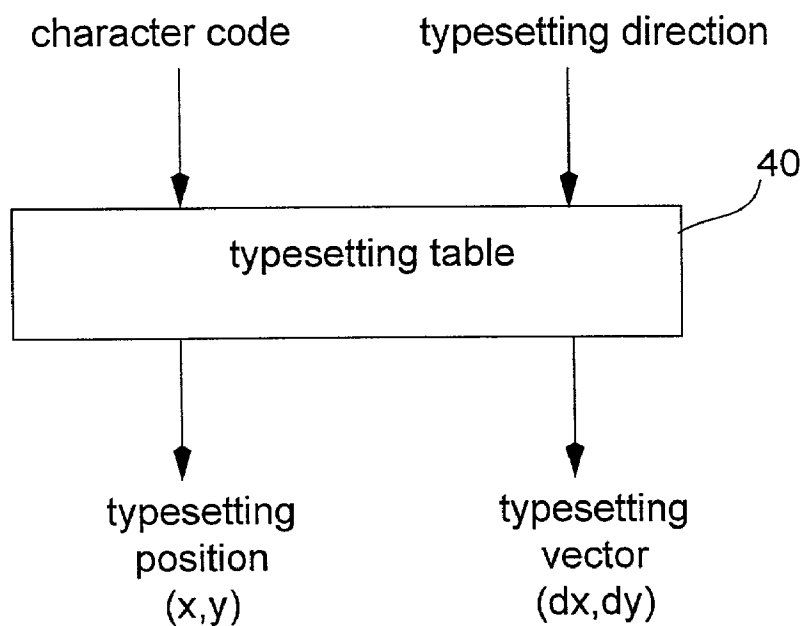 character code
typesetting direction
40
typesetting table
typesetting
position
(x,y)
typesetting
vector
(dx,dy)